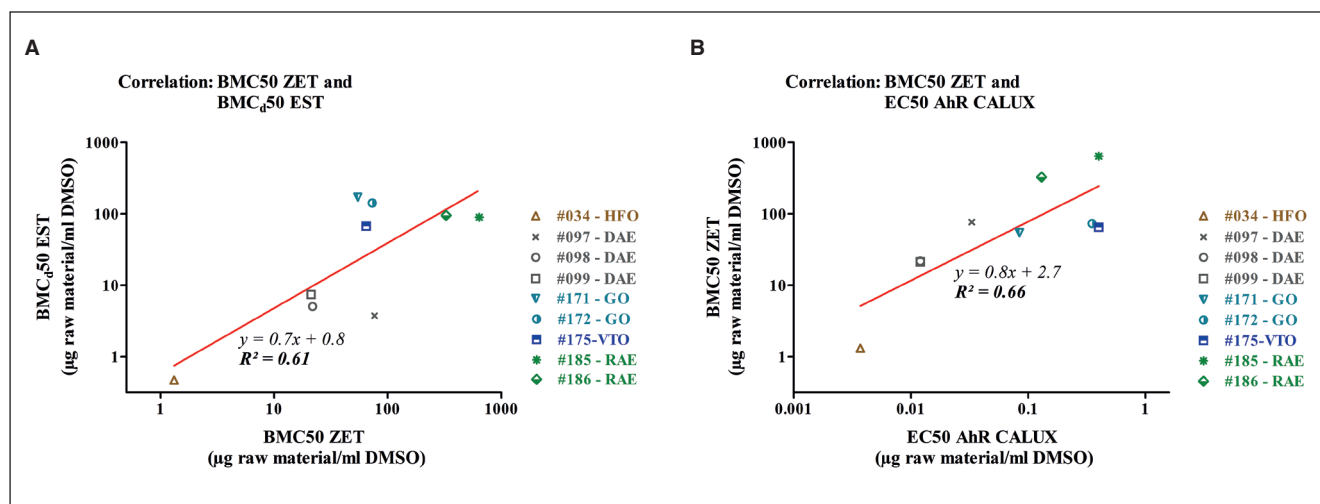 A
Correlation: BMC50 ZET and
BMCd50 EST
1000
100
10
1
BMCd50 EST
(µg raw material/ml DMSO)
y = 0.7x + 0.8
R² = 0.61
1
10
100
1000
BMC50 ZET
(µg raw material/ml DMSO)
#034 - HFO
#097 - DAE
#098 - DAE
#099 - DAE
#171 - GO
#172 - GO
#175-VTO
#185 - RAE
#186 - RAE
B
Correlation: BMC50 ZET and
EC50 AhR CALUX
1000
100
10
1
BMC50 ZET
(µg raw material/ml DMSO)
y = 0.8x + 2.7
R² = 0.66
0.001
0.01
0.1
1
EC50 AhR CALUX
(µg raw material/ml DMSO)
#034 - HFO
#097 - DAE
#098 - DAE
#099 - DAE
#171 - GO
#172 - GO
#175-VTO
#185 - RAE
#186 - RAE